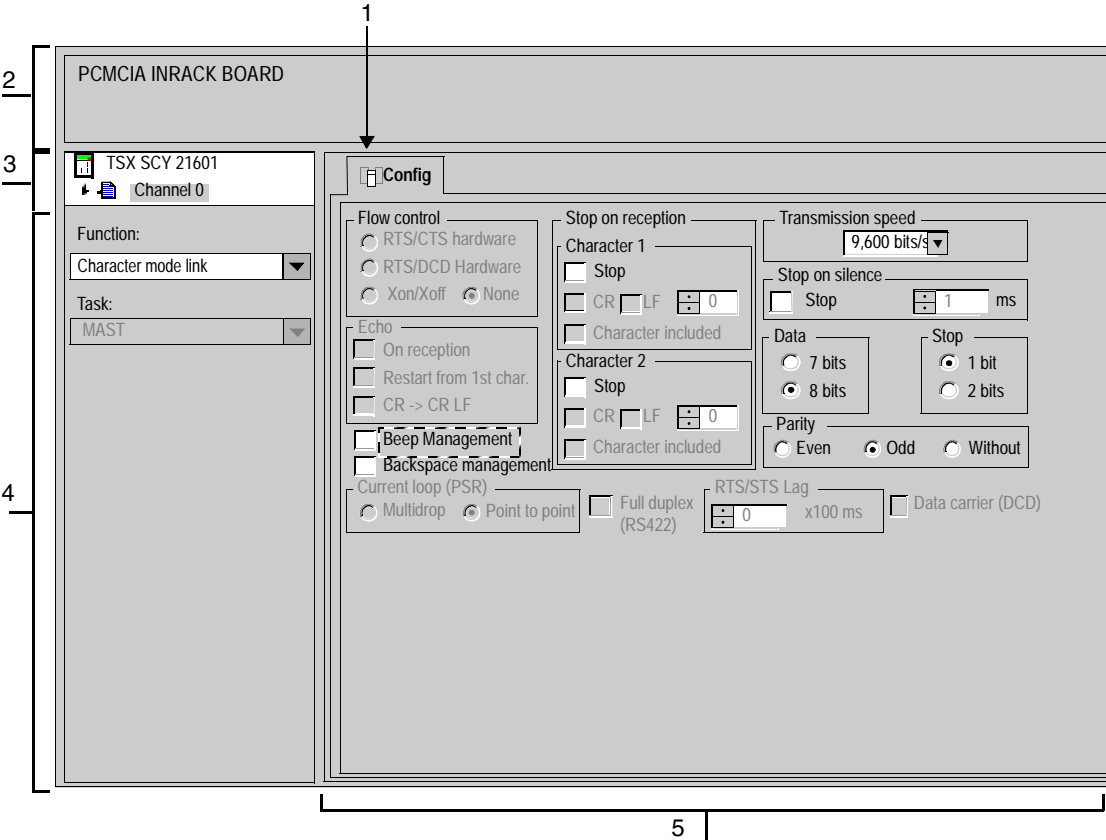 1
2
PCMCIA INRACK BOARD
3
TSX SCY 21601
Channel 0
Config
4
Function:
Character mode link
Task:
MAST
Flow control
RTS/CTS hardware
RTS/DCD Hardware
Xon/Xoff None
Echo
On reception
Restart from 1st char.
CR -> CR LF
Beep Management
Backspace management
Stop on reception
Character 1
Stop
CR LF 0
Character included
Character 2
Stop
CR LF 0
Character included
Transmission speed
9,600 bits/s
Stop on silence
Stop 1 ms
Data
7 bits
8 bits
Stop
1 bit
2 bits
Parity
Even Odd Without
Current loop (PSR)
Multidrop Point to point
Full duplex
(RS422)
RTS/STS Lag
0 x100 ms
Data carrier (DCD)
5